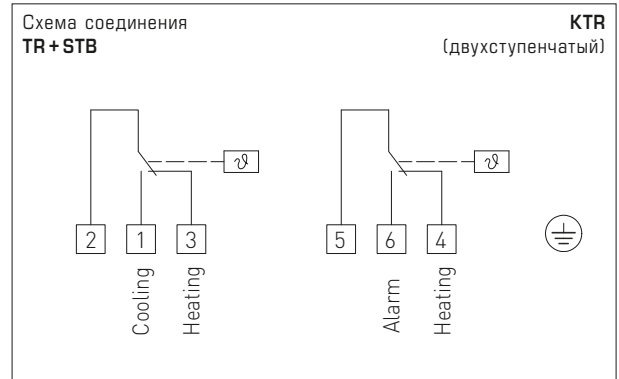 Схема соединения
TR+STB
KTR
(двухступенчатый)
ϑ
2 1 3
Cooling
Heating
ϑ
5 6 4
Alarm
Heating